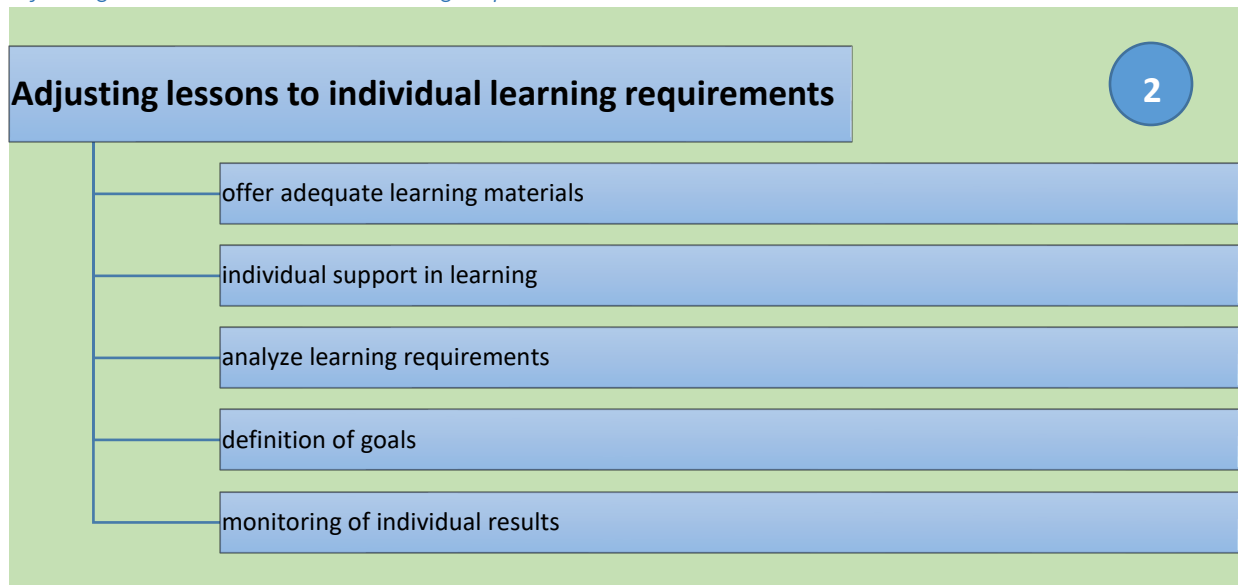 Adjusting lessons to individual learning requirements
2
offer adequate learning materials
individual support in learning
analyze learning requirements
definition of goals
monitoring of individual results